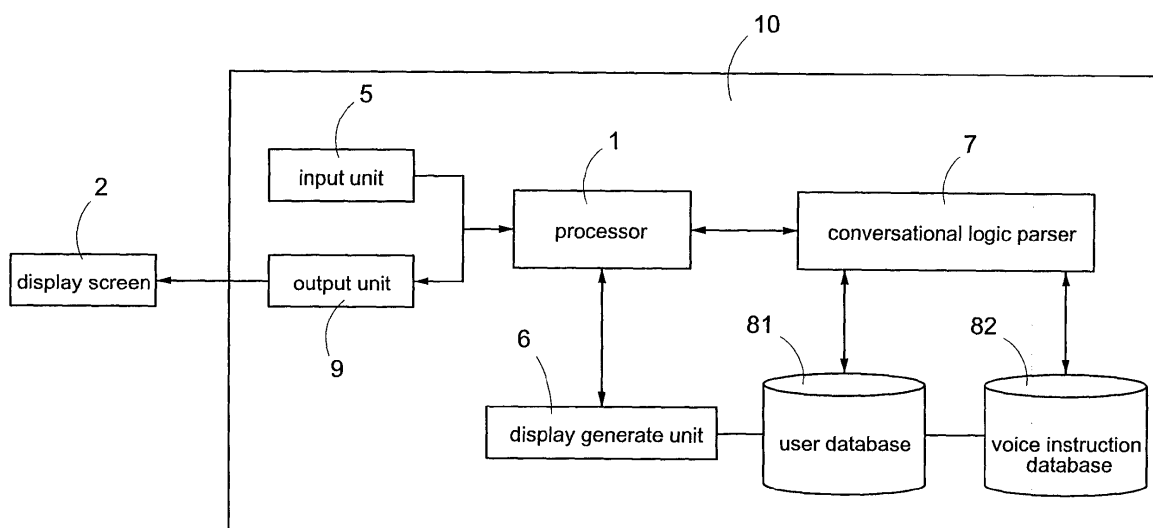 10
5
input unit
1
processor
7
conversational logic parser
2
display screen
output unit
9
6
display generate unit
81
user database
82
voice instruction
database